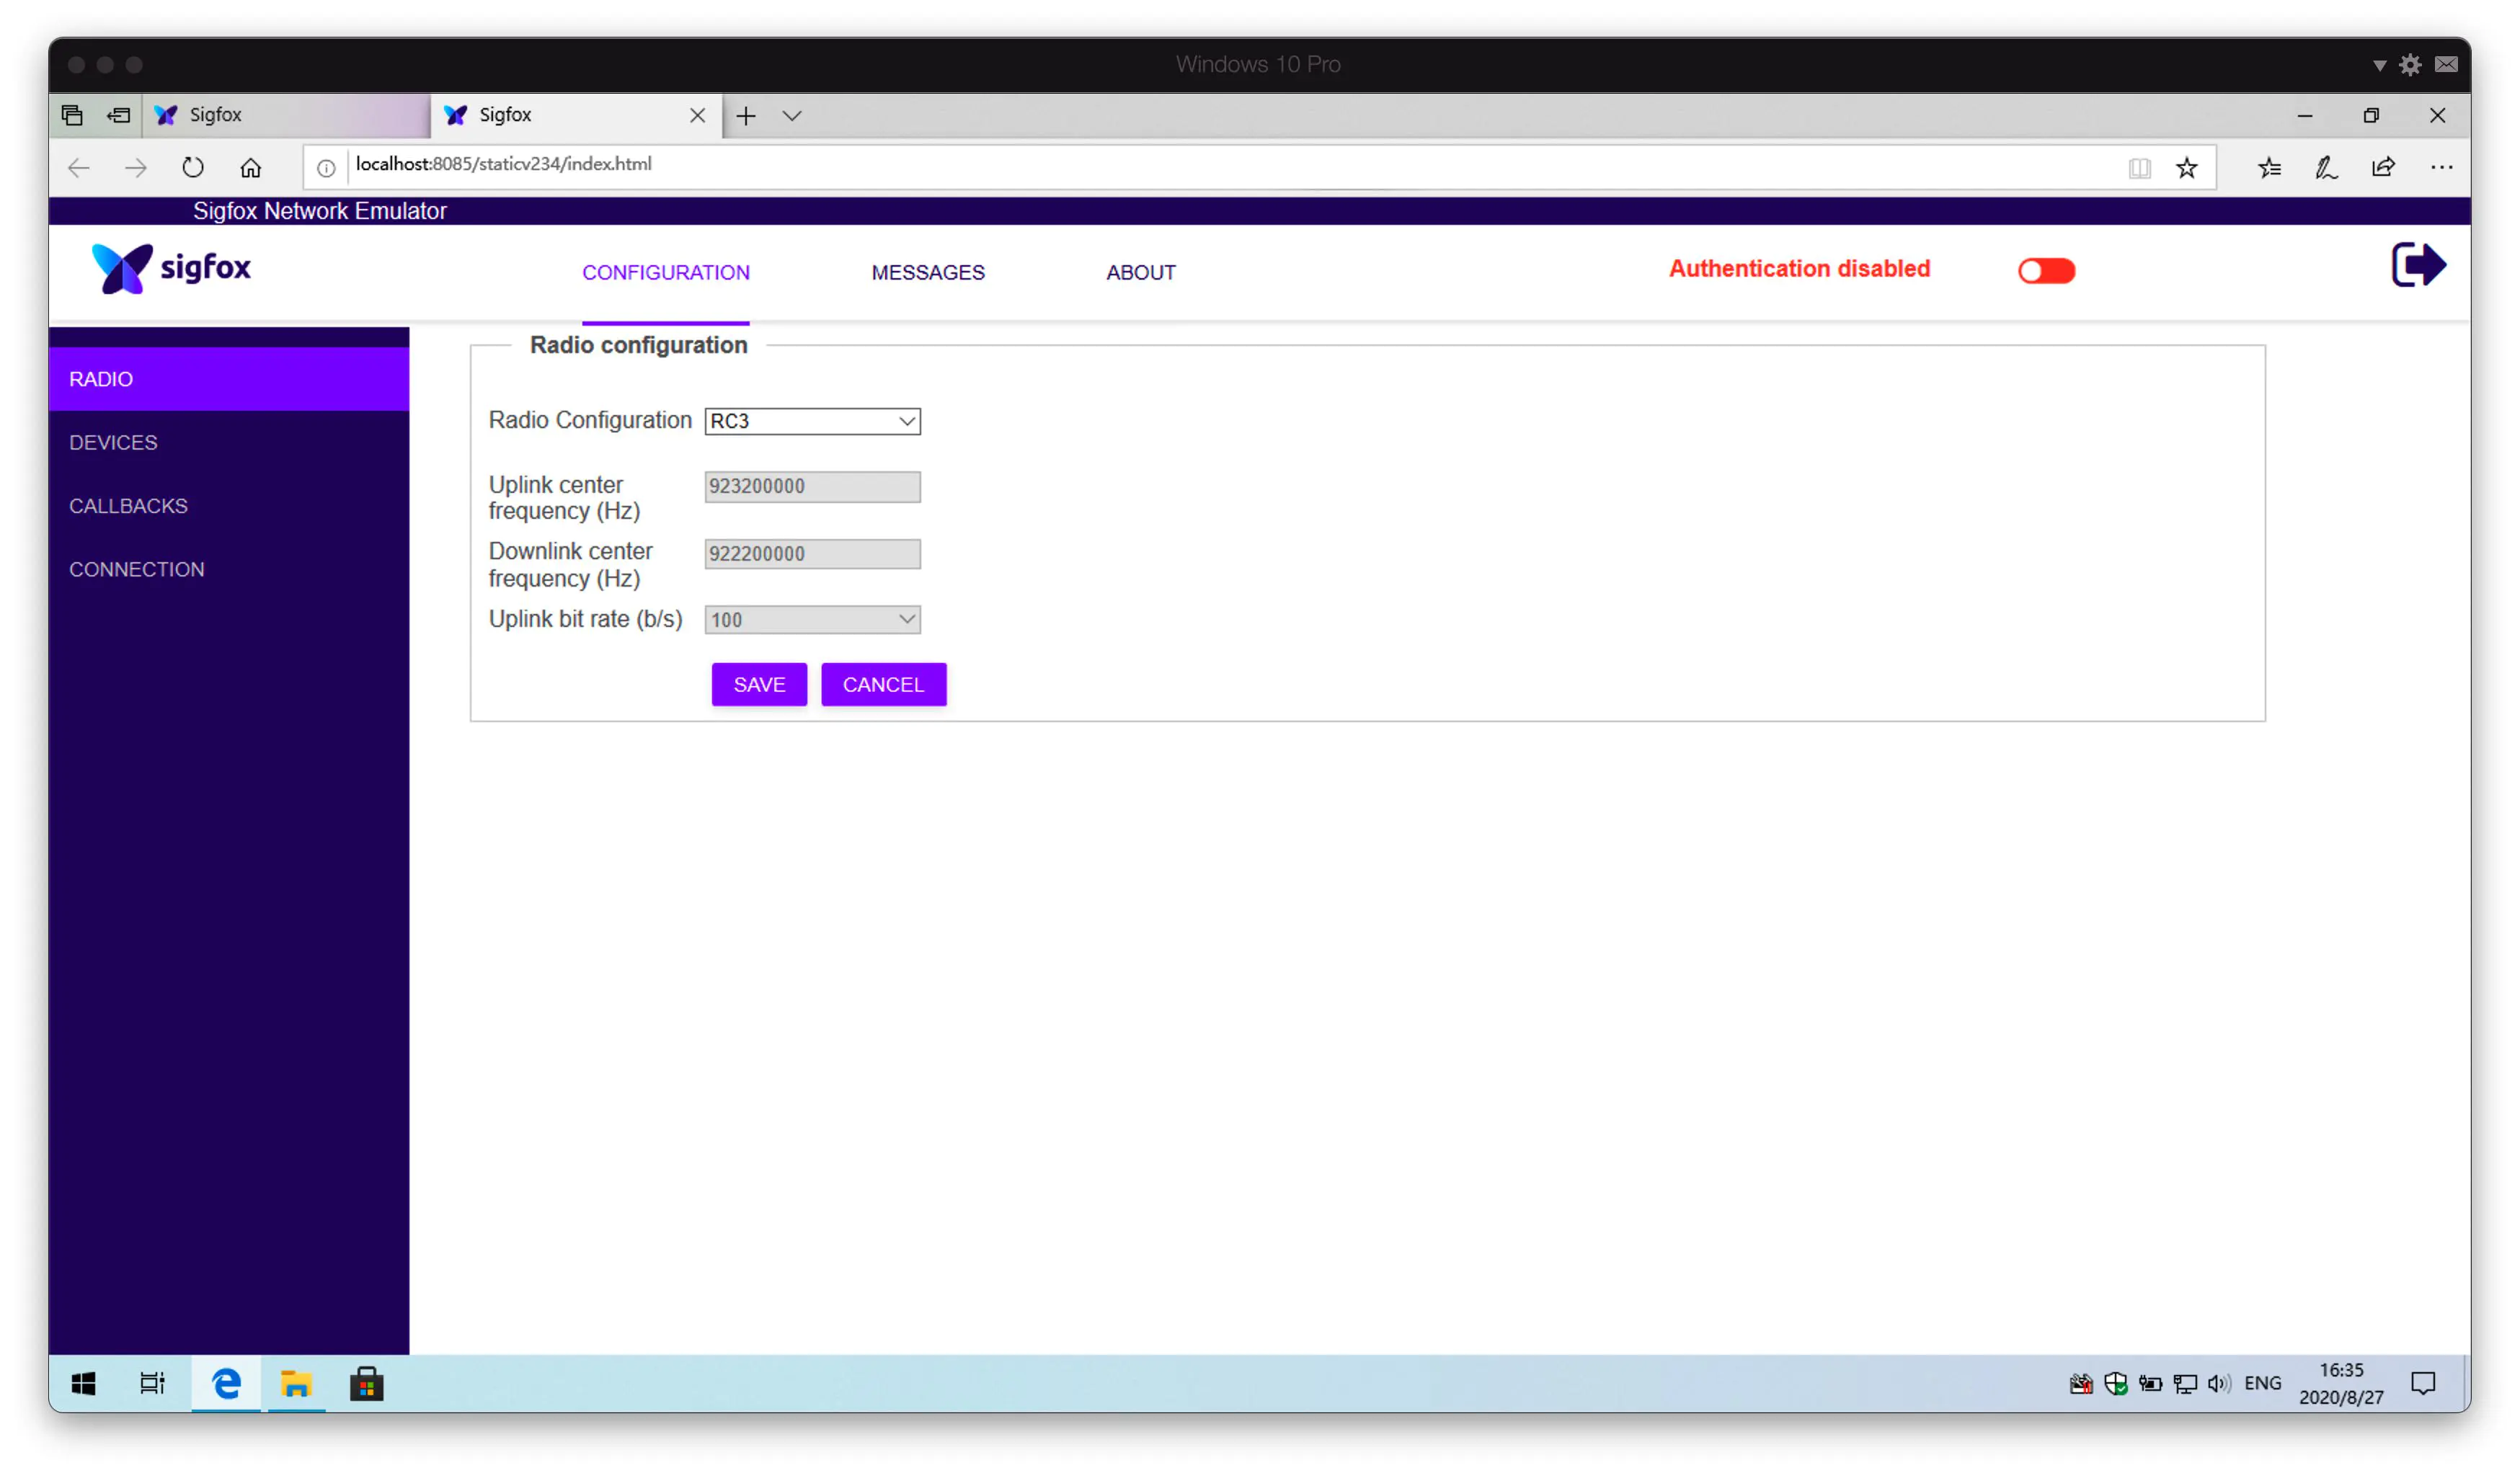 Windows 10 Pro
Sigfox
Sigfox
localhost:8085/staticv234/index.html
Sigfox Network Emulator
sigfox
CONFIGURATION
MESSAGES
ABOUT
Authentication disabled
RADIO
DEVICES
CALLBACKS
CONNECTION
Radio configuration
Radio Configuration RC3
Uplink center
frequency (Hz)
923200000
Downlink center
frequency (Hz)
922200000
Uplink bit rate (b/s) 100
SAVE
CANCEL
ENG
16:35
2020/8/27